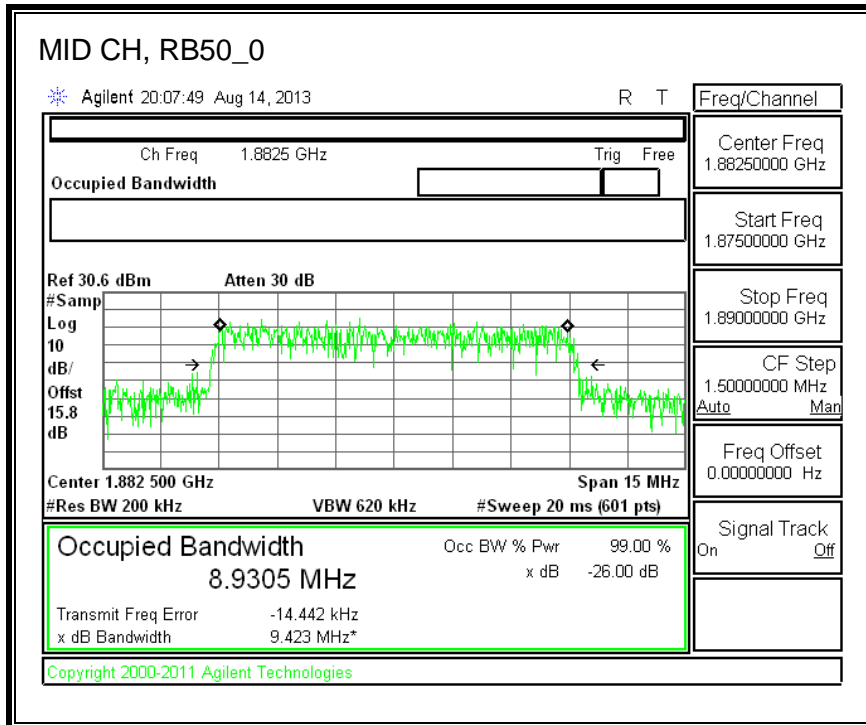 MID CH, RB50_0
Agilent 20:07:49 Aug 14, 2013 R T
Freq/Channel
Ch Freq 1.8825 GHz Trig Free
Occupied Bandwidth
Center Freq
1.88250000 GHz
Start Freq
1.87500000 GHz
Stop Freq
1.89000000 GHz
CF Step
1.50000000 MHz
Auto Man
Freq Offset
0.00000000 Hz
Signal Track
On Off
Ref 30.6 dBm Atten 30 dB
#Samp
Log
10
dB/
Offst
15.8
dB
Center 1.882 500 GHz Span 15 MHz
#Res BW 200 kHz VBW 620 kHz #Sweep 20 ms (601 pts)
Occupied Bandwidth
8.9305 MHz
Occ BW % Pwr 99.00 %
x dB -26.00 dB
Transmit Freq Error -14.442 kHz
x dB Bandwidth 9.423 MHz*
Copyright 2000-2011 Agilent Technologies